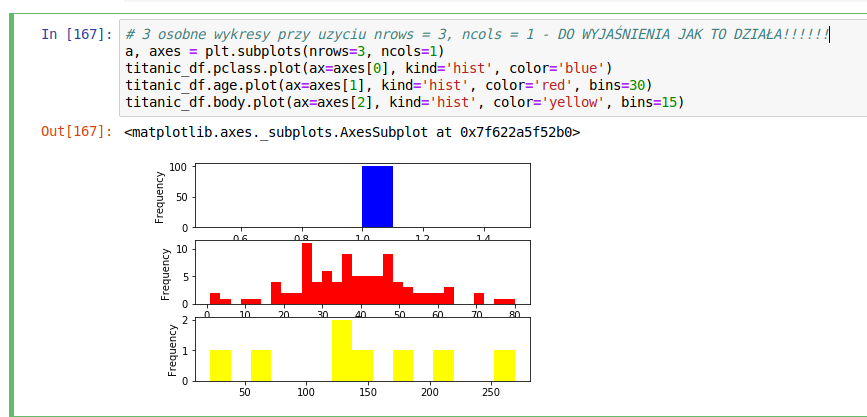 In [167]: # 3 osobne wykresy przy uzyciu nrows = 3, ncols = 1 - DO WYJAŚNIENIA JAK TO DZIAŁA!!!!!!
a, axes = plt.subplots(nrows=3, ncols=1)
titanic_df.pclass.plot(ax=axes[0], kind='hist', color='blue')
titanic_df.age.plot(ax=axes[1], kind='hist', color='red', bins=30)
titanic_df.body.plot(ax=axes[2], kind='hist', color='yellow', bins=15)
Out[167]: <matplotlib.axes._subplots.AxesSubplot at 0x7f622a5f52b0>
100
50
0
Frequency
0.6 0.8 1.0 1.2 1.4
10
5
0
Frequency
0 10 20 30 40 50 60 70 80
2
1
0
Frequency
50 100 150 200 250